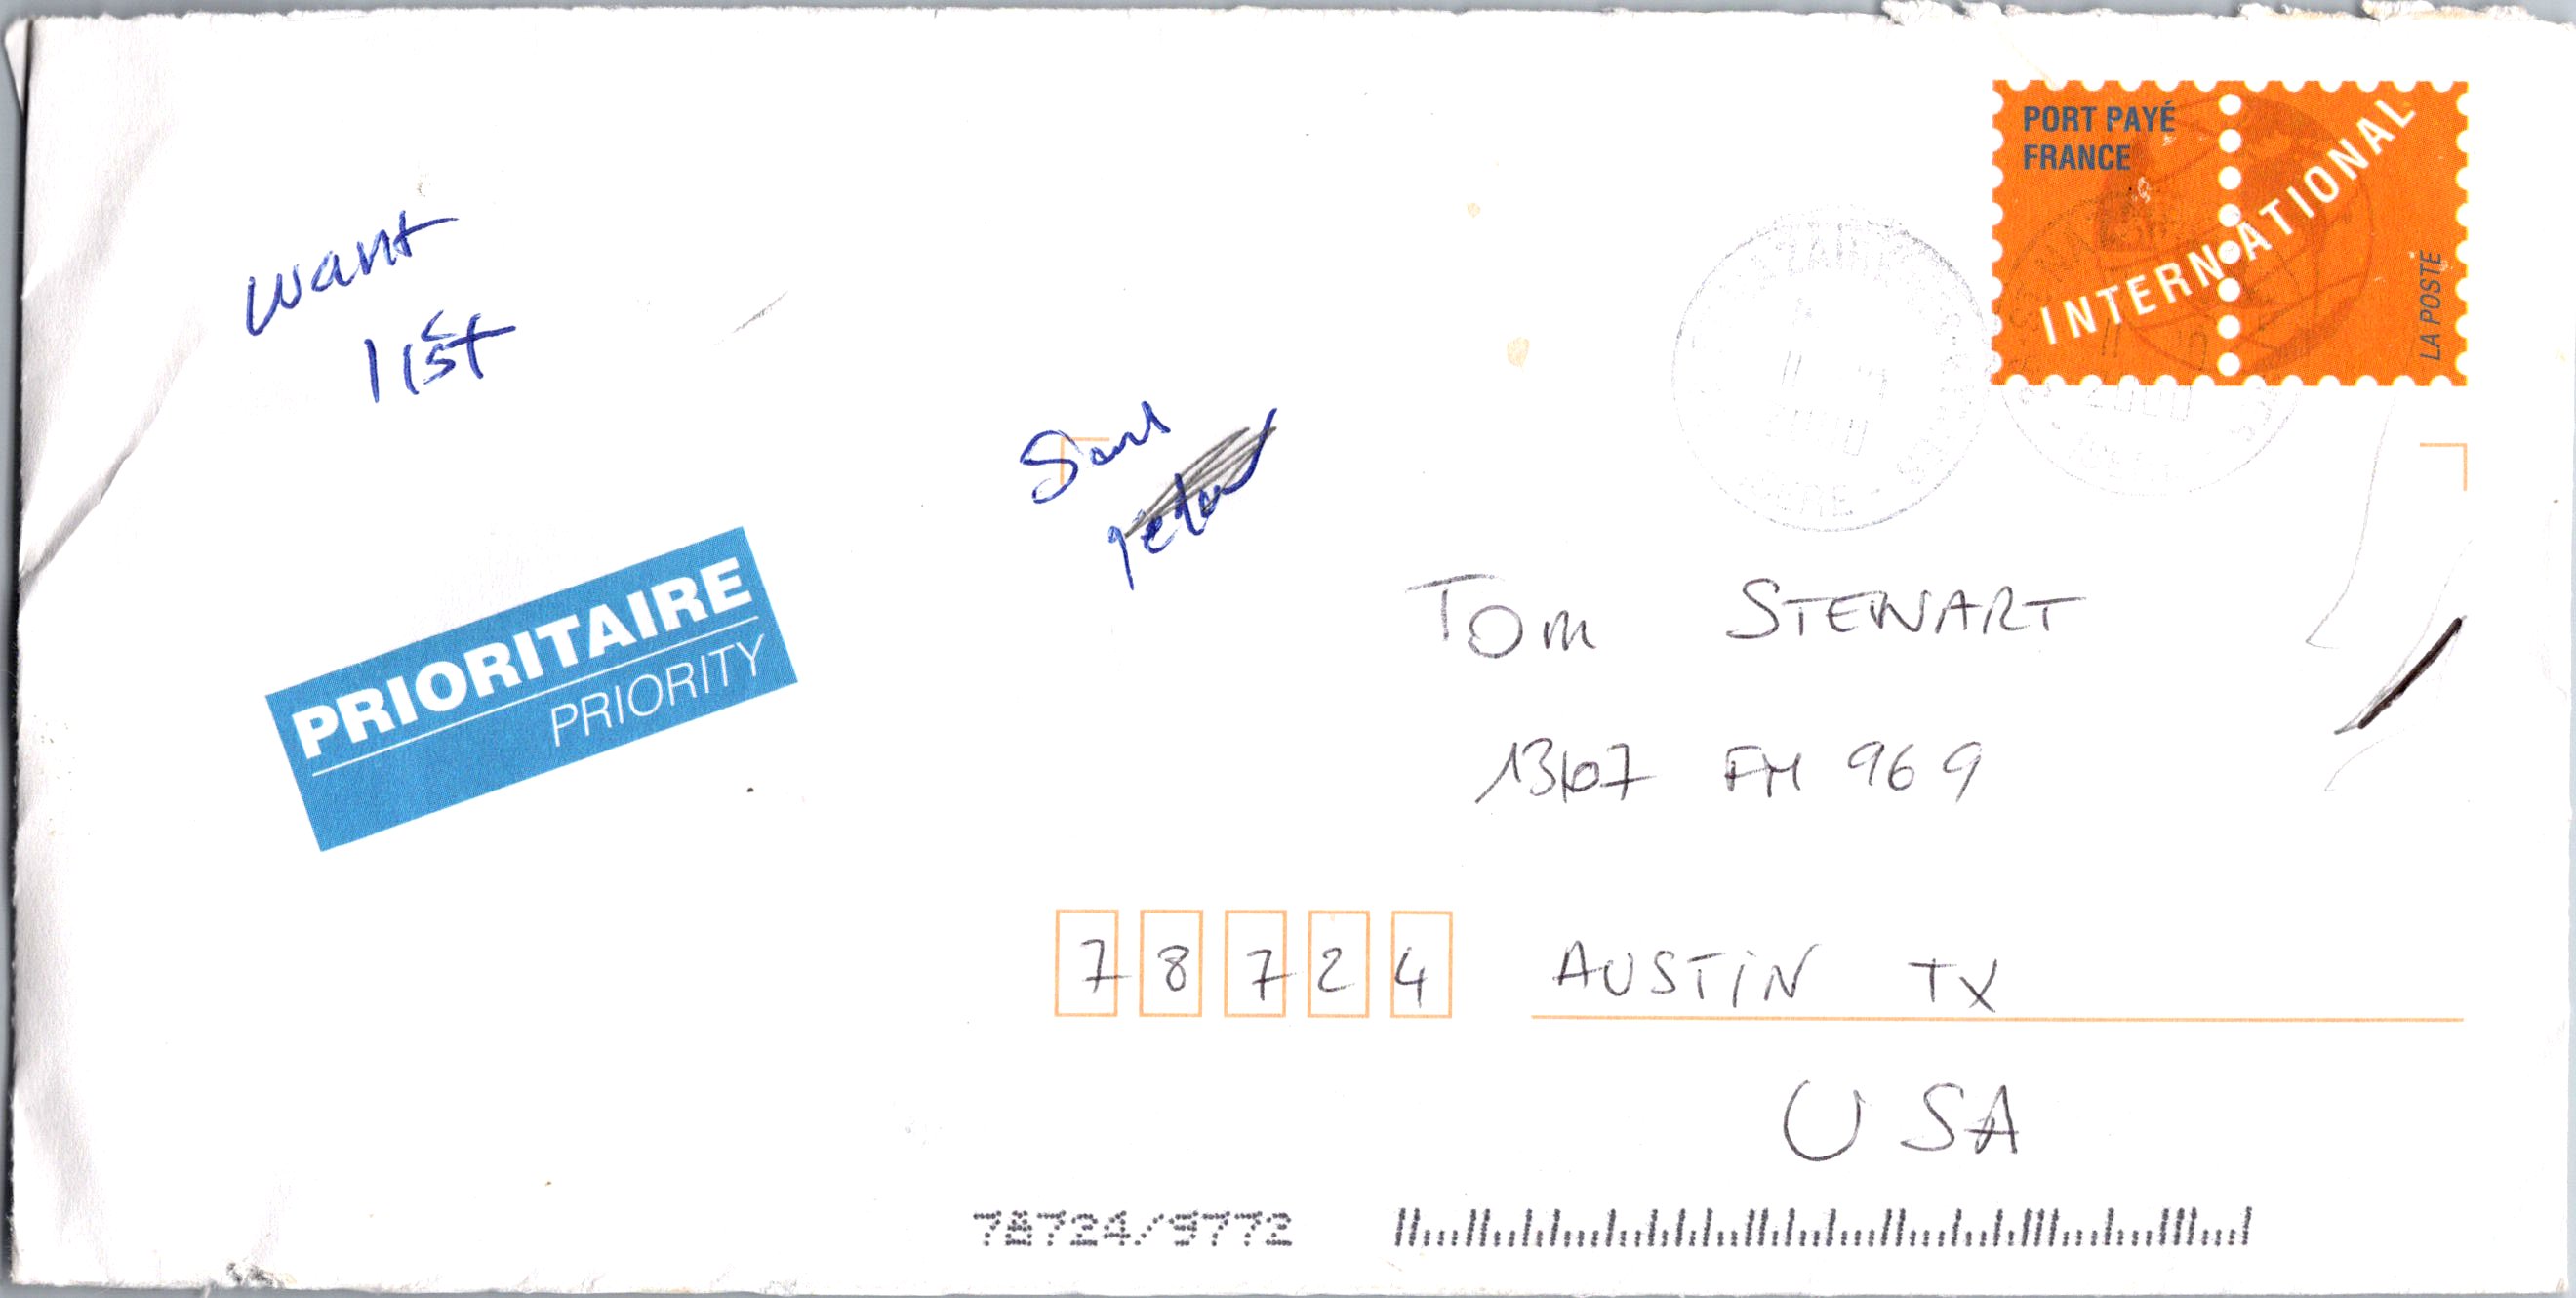 PORT PAYÉ
FRANCE
INTERNATIONAL
LA POSTE
want
list
PRIORITAIRE
PRIORITY
TOM STEWART
13107 FM 969
78724 AUSTIN TX
USA
78724/9772